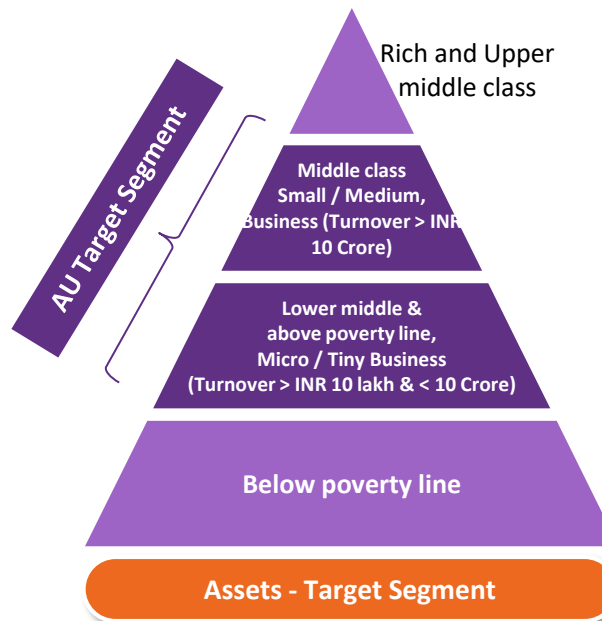 Rich and Upper
middle class
AU Target Segment
Middle class
Small / Medium,
Business (Turnover > INR
10 Crore)
Lower middle &
above poverty line,
Micro / Tiny Business
(Turnover > INR 10 lakh & < 10 Crore)
Below poverty line
Assets - Target Segment